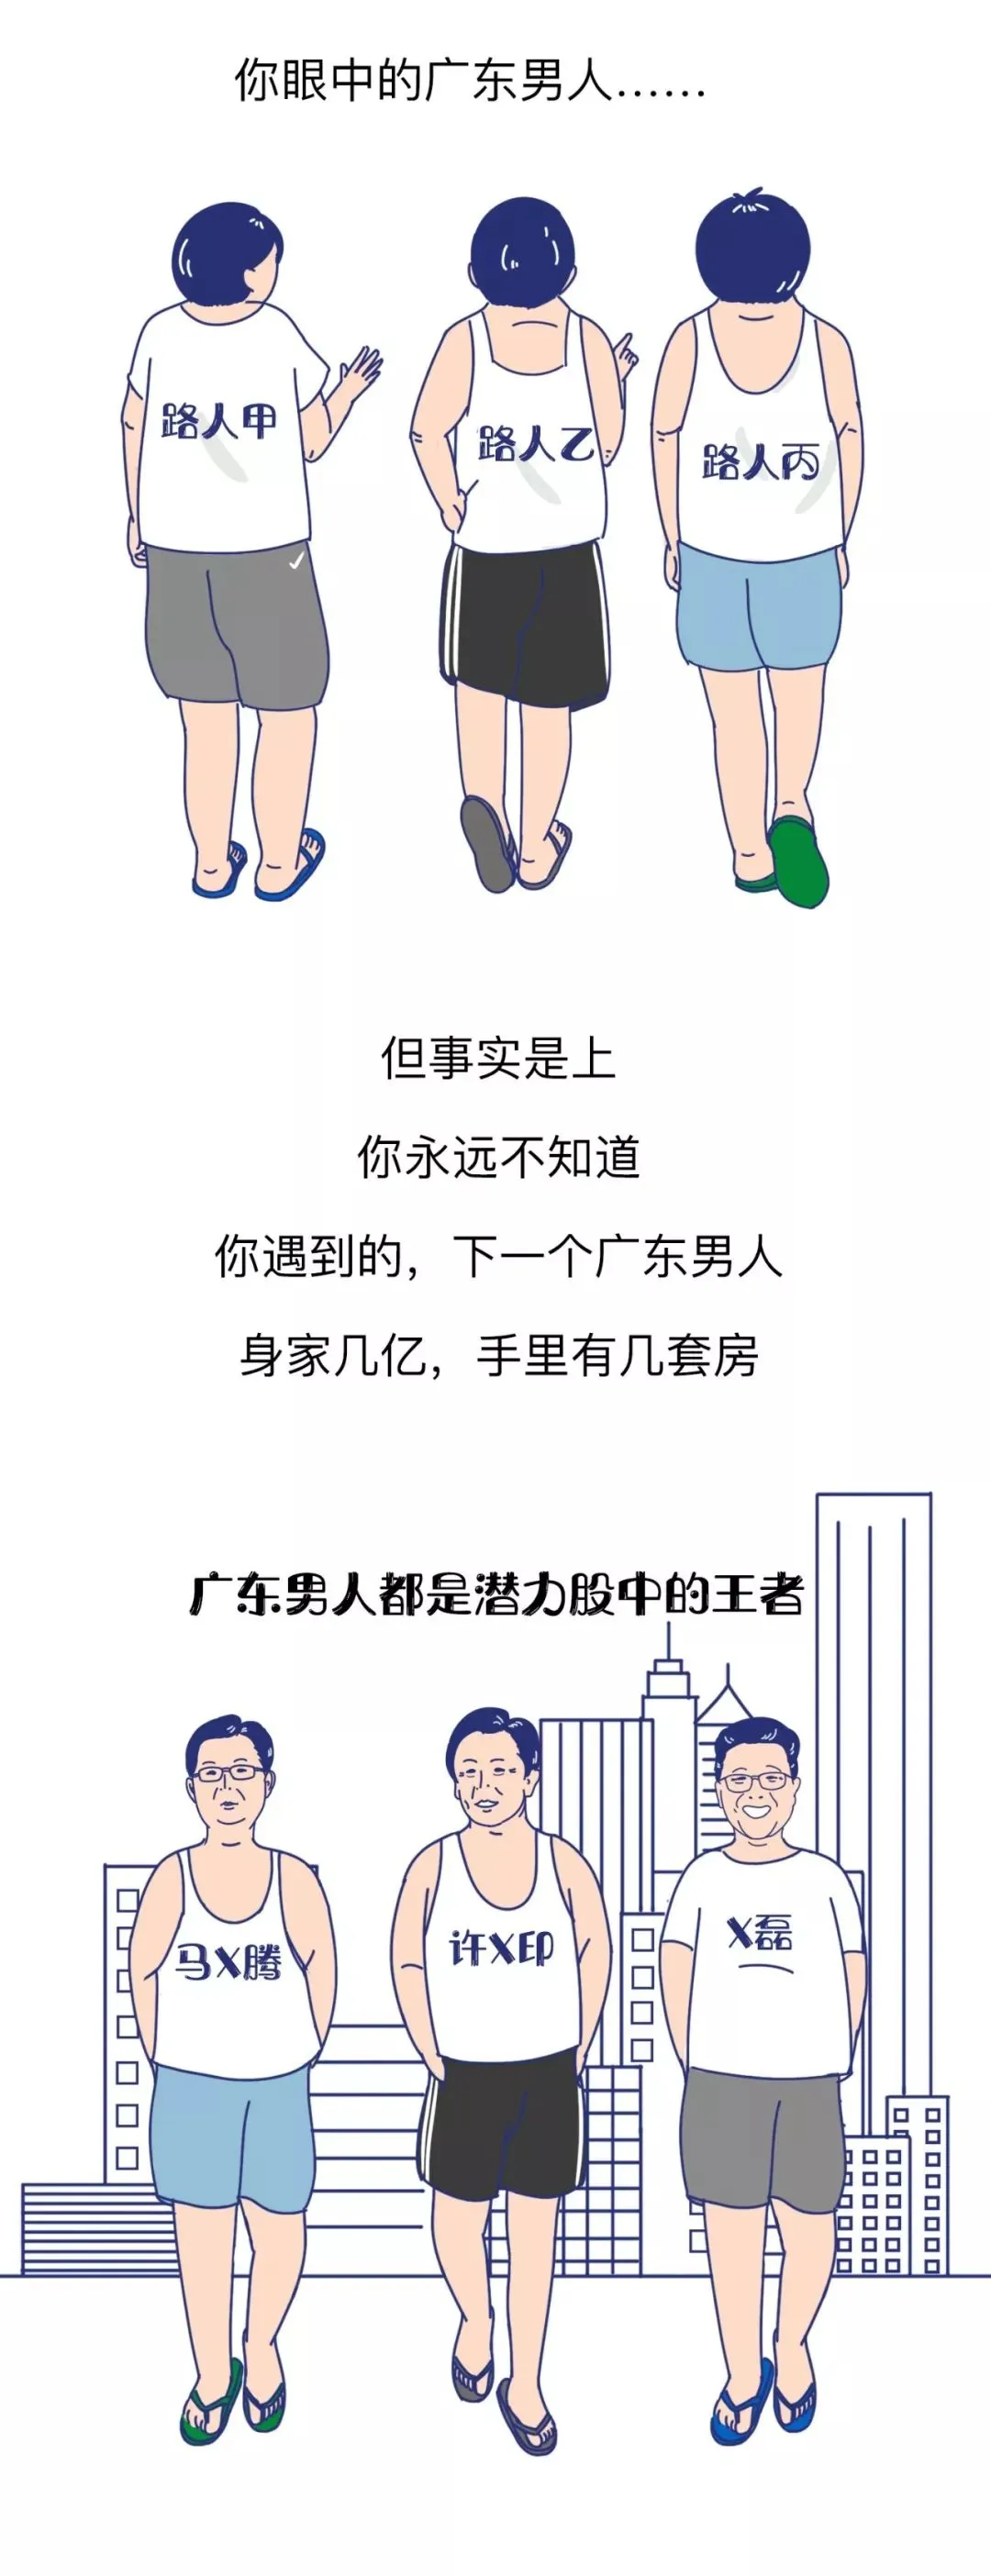 你眼中的广东男人……
路人甲
路人乙
路人丙
但事实是上
你永远不知道
你遇到的，下一个广东男人
身家几亿，手里有几套房
广东男人都是潜力股中的王者
马X腾
许X印
X磊